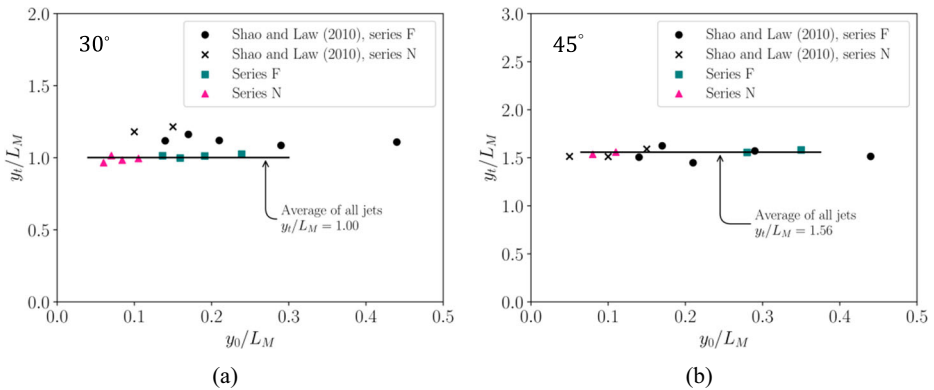 30°
Shao and Law (2010), series F
Shao and Law (2010), series N
Series F
Series N
2.0
1.5
1.0
0.5
0.0
y_t/L_M
Average of all jets
y_t/L_M = 1.00
0.0 0.1 0.2 0.3 0.4 0.5
y_0/L_M
(a)
45°
Shao and Law (2010), series F
Shao and Law (2010), series N
Series F
Series N
3.0
2.5
2.0
1.5
1.0
0.5
0.0
y_t/L_M
Average of all jets
y_t/L_M = 1.56
0.0 0.1 0.2 0.3 0.4 0.5
y_0/L_M
(b)